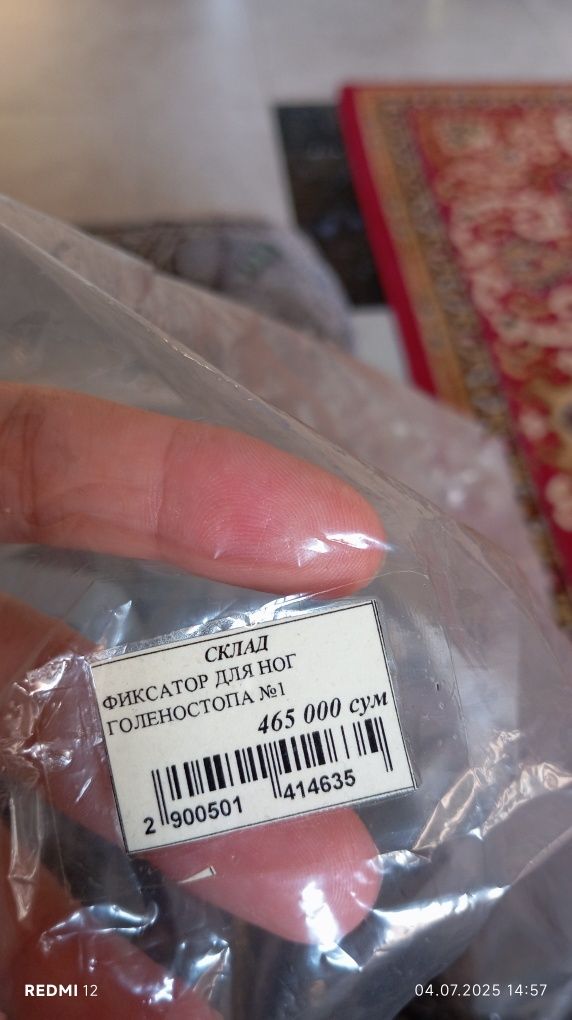 СКЛАД
ФИКСАТОР ДЛЯ НОГ
ГОЛЕНОСТОПА №1
465 000 сум
2 900501 414635
REDMI 12
04.07.2025 14:57